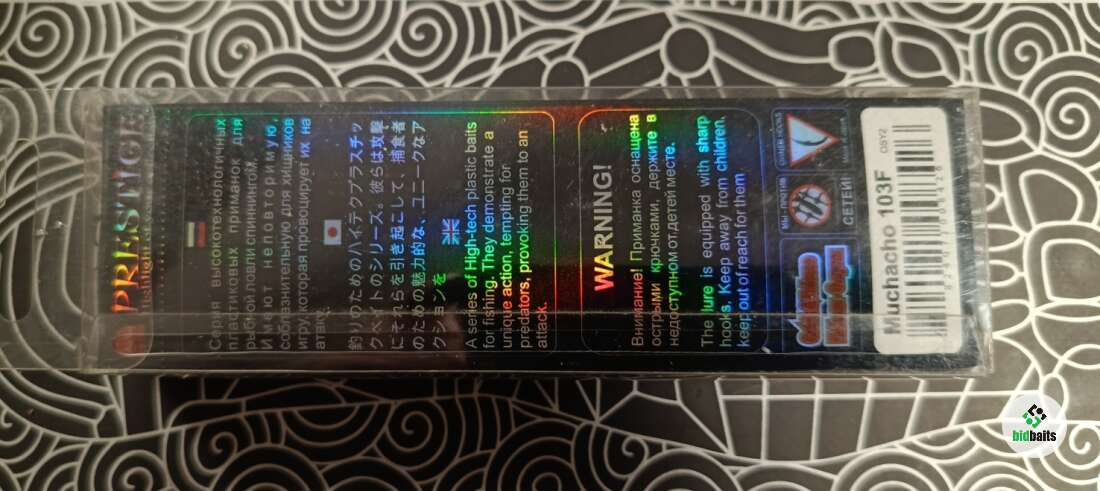 PRESTIGE
fishlight
Серия высокотехнологичных
пластиковых приманок для
рыбной ловли спиннингом.
Имеют неповторимую,
соблазнительную для хищников
игру, которая провоцирует их на
атаку.
釣りのためのハイテクプラスチッ
クベイトのシリーズ。彼らは攻撃
にそれらを引き起こして、捕食者
のための魅力的な、ユニークなア
クションを
A series of High-tech plastic baits
for fishing. They demonstrate a
unique action, tempting for
predators, provoking them to an
attack.
WARNING!
Внимание! Приманка оснащена
острыми крючками, держите в
недоступном от детей месте.
The lure is equipped with sharp
hooks. Keep away from children,
keep out of reach for them
МЫ ПРОТИВ
СЕТЕЙ!
Muchacho 103F
GSY2
bidbaits